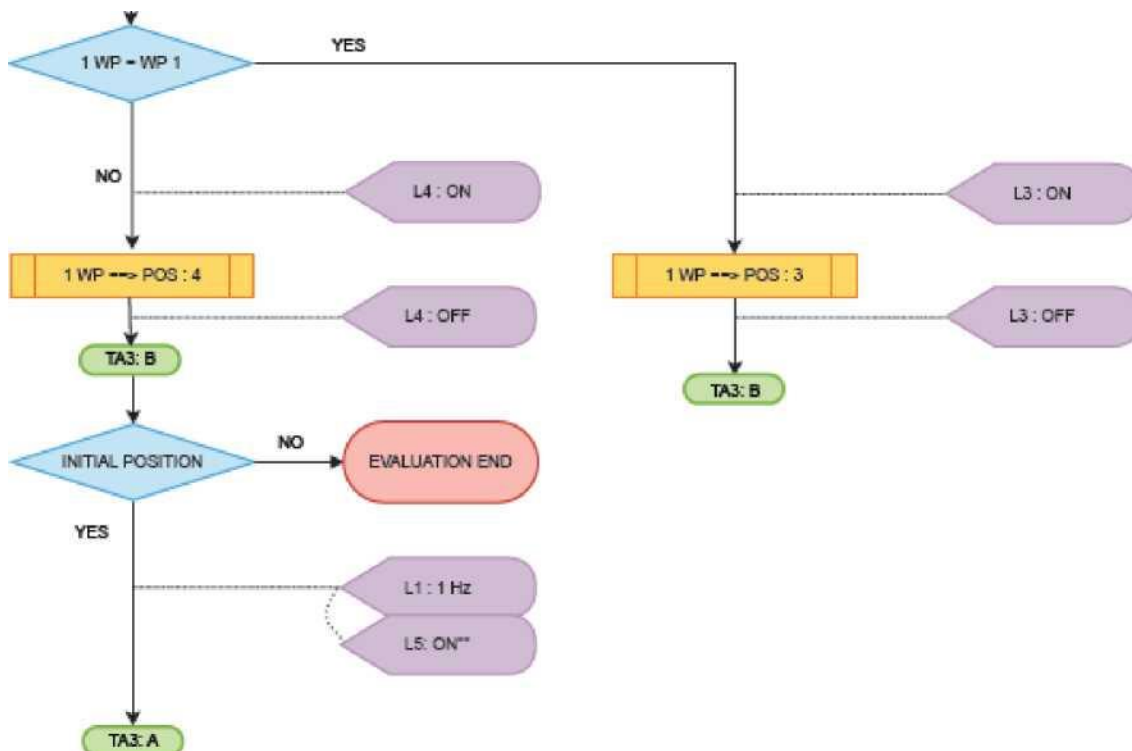 1 WP = WP 1
YES
NO
L4 : ON
L3 : ON
1 WP ==> POS : 4
1 WP ==> POS : 3
L4 : OFF
L3 : OFF
TA3: B
TA3: B
INITIAL POSITION
NO
EVALUATION END
YES
L1 : 1 Hz
L5: ON**
TA3: A